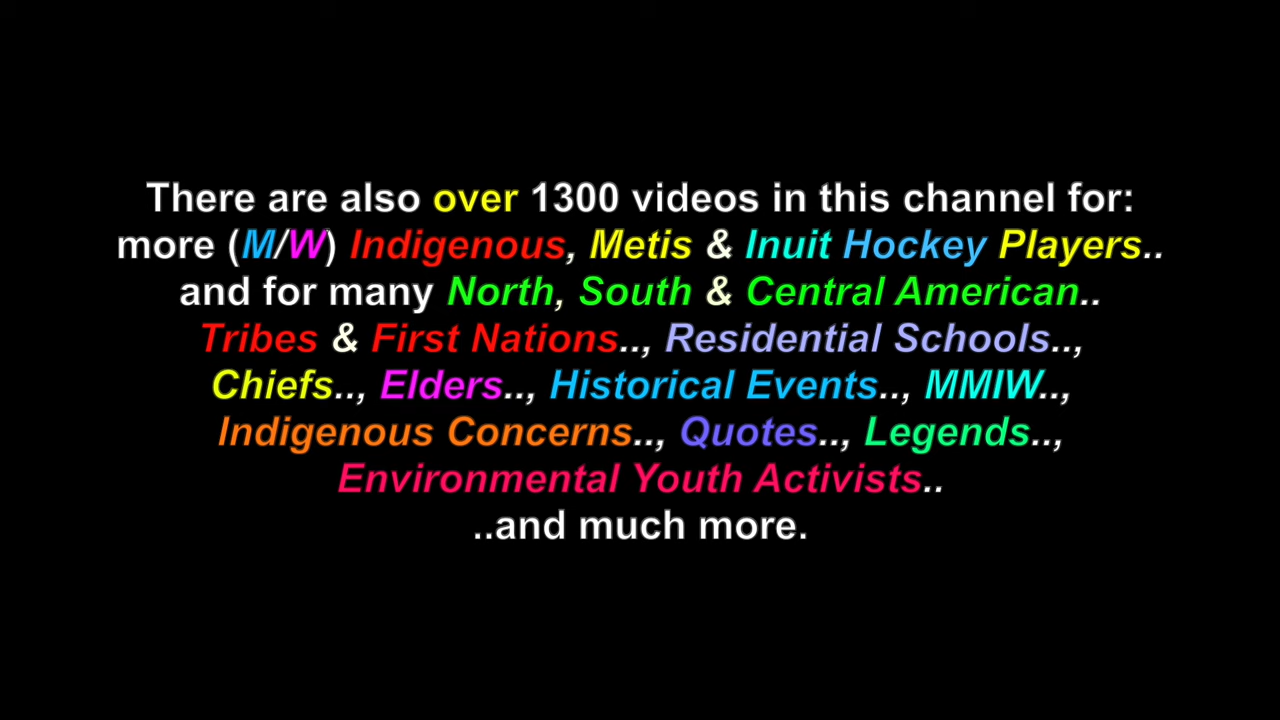 There are also over 1300 videos in this channel for:
more (M/W) Indigenous, Metis & Inuit Hockey Players..
and for many North, South & Central American..
Tribes & First Nations.., Residential Schools..,
Chiefs.., Elders.., Historical Events.., MMIW..,
Indigenous Concerns.., Quotes.., Legends..,
Environmental Youth Activists..
..and much more.